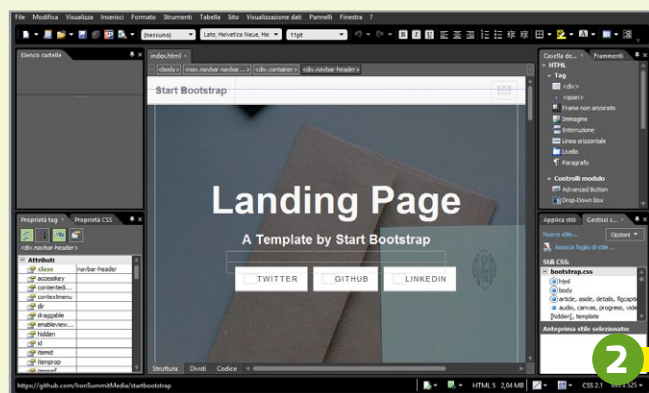 File Modifica Visualizza Inserisci Formato Strumenti Tabella Sito Visualizzazione dati Pannelli Finestra ?
(nessuno) Lato, Helvetica Neue, He 11pt
Elenco cartelle
index.html
<body> <nav.navbar navbar...> <div.container> <div.navbar-header>
Start Bootstrap
Landing Page
A Template by Start Bootstrap
TWITTER GITHUB LINKEDIN
Struttura Dividi Codice
Proprietà tag Proprietà CSS
<div.navbar-header>
Attributi
class navbar-header
accesskey
contentedi...
contextmenu
dir
draggable
enableview...
hidden
id
itemid
itemprop
itemref
Casella de... Frammenti
HTML
Tag
<div>
<span>
Frame non ancorato
Immagine
Interruzione
Linea orizzontale
Livello
Paragrafo
Controlli modulo
Advanced Button
Drop-Down Box
Applica stili Gestisci s...
Nuovo stile... Opzioni
Associa foglio di stile...
Stili CSS:
bootstrap.css
html
body
article, aside, details, figcaptio
audio, canvas, progress, vide
[hidden], template
Anteprima stile selezionato:
2
https://github.com/IronSummitMedia/startbootstrap
HTML 5 2,04 MB CSS 2.1